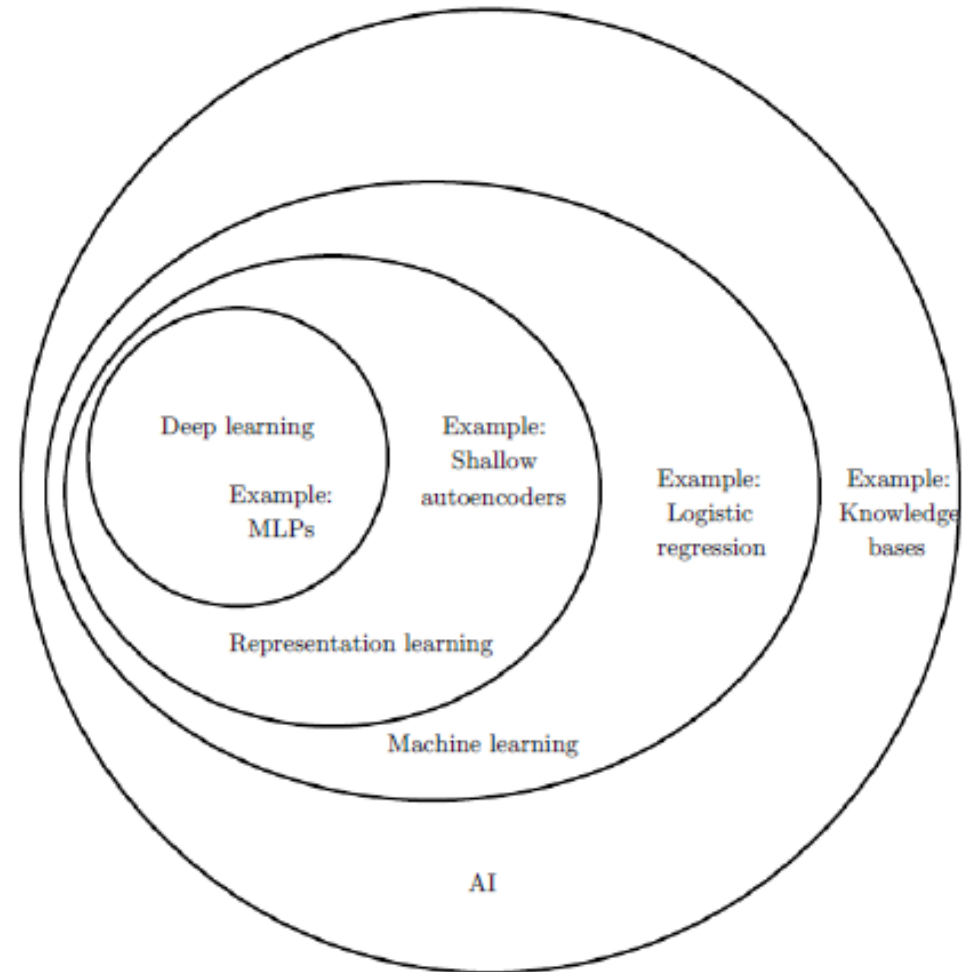 Deep learning
Example:
MLPs
Example:
Shallow
autoencoders
Example:
Logistic
regression
Example:
Knowledge
bases
Representation learning
Machine learning
AI